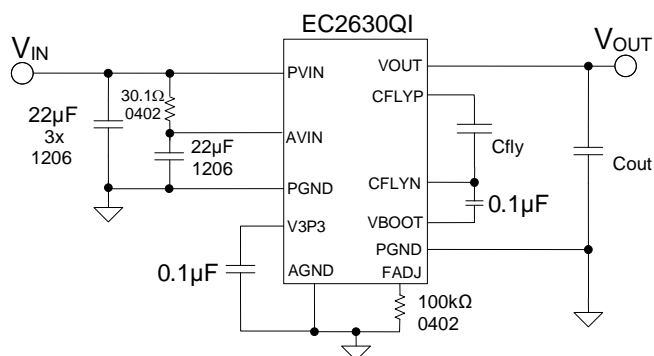 EC2630QI
VIN
VOUT
PVIN
VOUT
30.1Ω
0402
CFLYP
22µF
3x
1206
AVIN
22µF
1206
Cfly
Cout
PGND
CFLYN
0.1µF
V3P3
VBOOT
PGND
0.1µF
AGND
FADJ
100kΩ
0402